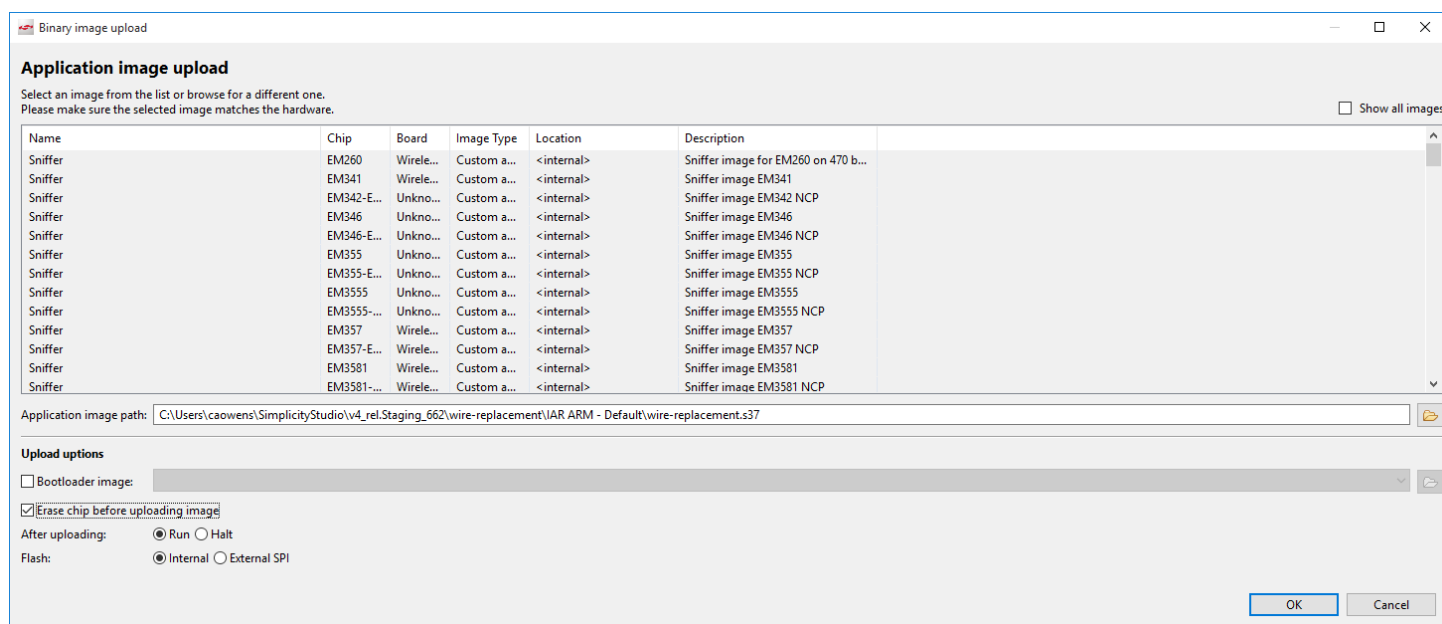 Binary image upload
Application image upload
Select an image from the list or browse for a different one.
Please make sure the selected image matches the hardware.
Show all images
Name Chip Board Image Type Location Description
Sniffer EM260 Wirele... Custom a... <internal> Sniffer image for EM260 on 470 b...
Sniffer EM341 Wirele... Custom a... <internal> Sniffer image EM341
Sniffer EM342-E... Unkno... Custom a... <internal> Sniffer image EM342 NCP
Sniffer EM346 Unkno... Custom a... <internal> Sniffer image EM346
Sniffer EM346-E... Unkno... Custom a... <internal> Sniffer image EM346 NCP
Sniffer EM355 Unkno... Custom a... <internal> Sniffer image EM355
Sniffer EM355-E... Unkno... Custom a... <internal> Sniffer image EM355 NCP
Sniffer EM3555 Unkno... Custom a... <internal> Sniffer image EM3555
Sniffer EM3555-... Unkno... Custom a... <internal> Sniffer image EM3555 NCP
Sniffer EM357 Wirele... Custom a... <internal> Sniffer image EM357
Sniffer EM357-E... Wirele... Custom a... <internal> Sniffer image EM357 NCP
Sniffer EM3581 Wirele... Custom a... <internal> Sniffer image EM3581
Sniffer EM3581-... Wirele... Custom a... <internal> Sniffer image EM3581 NCP
Application image path: C:\Users\caowens\SimplicityStudio\v4_rel.Staging_662\wire-replacement\IAR ARM - Default\wire-replacement.s37
Upload uptions
Bootloader image:
Erase chip before uploading image
After uploading: Run Halt
Flash: Internal External SPI
OK Cancel